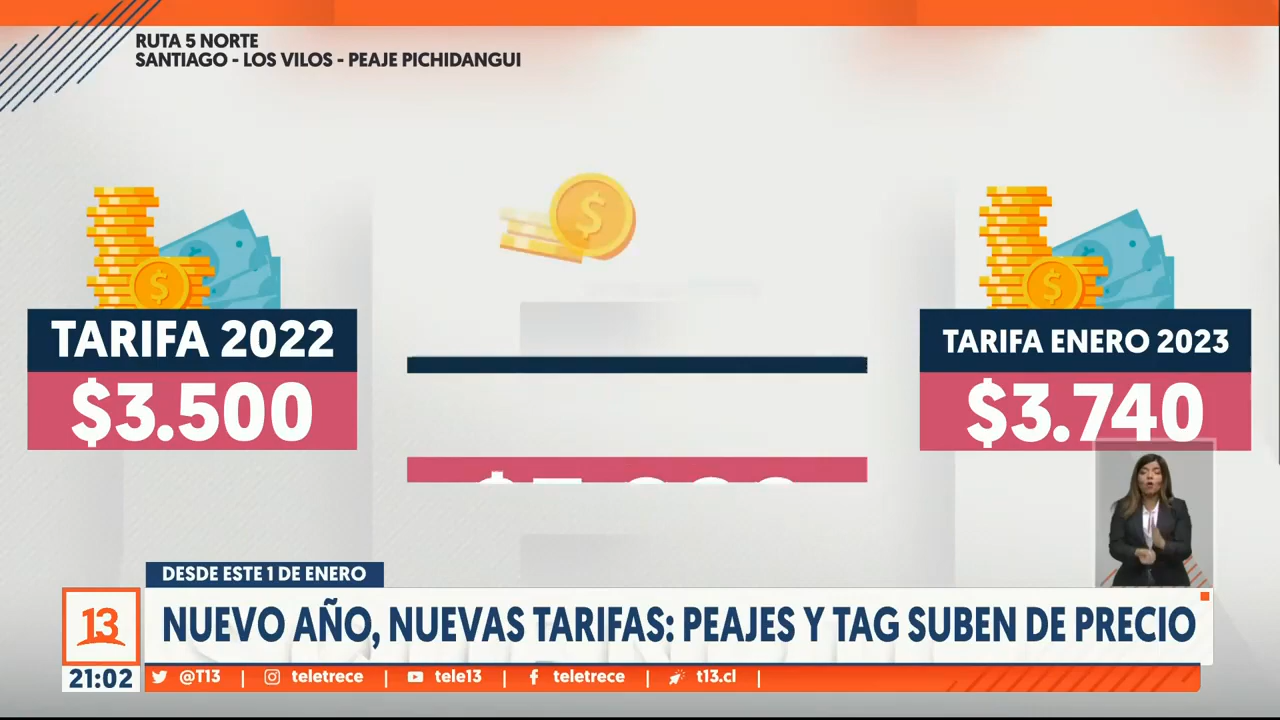 RUTA 5 NORTE
SANTIAGO - LOS VILOS - PEAJE PICHIDANGUI
TARIFA 2022
$3.500
TARIFA ENERO 2023
$3.740
DESDE ESTE 1 DE ENERO
NUEVO AÑO, NUEVAS TARIFAS: PEAJES Y TAG SUBEN DE PRECIO
13
21:02
@T13 | teletrece | tele13 | teletrece | t13.cl |